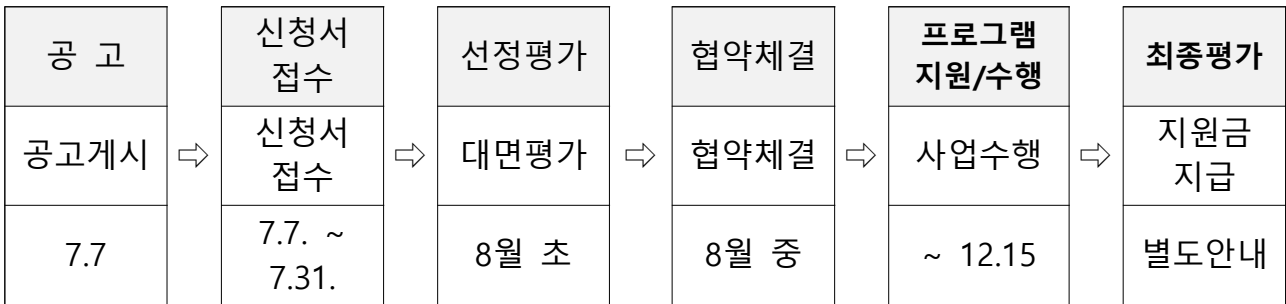 공 고
신청서
접수
선정평가
협약체결
프로그램
지원/수행
최종평가
공고게시
⇨
신청서
접수
⇨
대면평가
⇨
협약체결
⇨
사업수행
⇨
지원금
지급
7.7
7.7. ~
7.31.
8월 초
8월 중
~ 12.15
별도안내